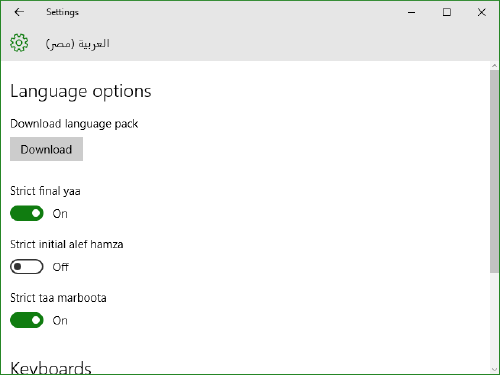 Settings
العربية (مصر)
Language options
Download language pack
Download
Strict final yaa
On
Strict initial alef hamza
Off
Strict taa marboota
On
Keyboards